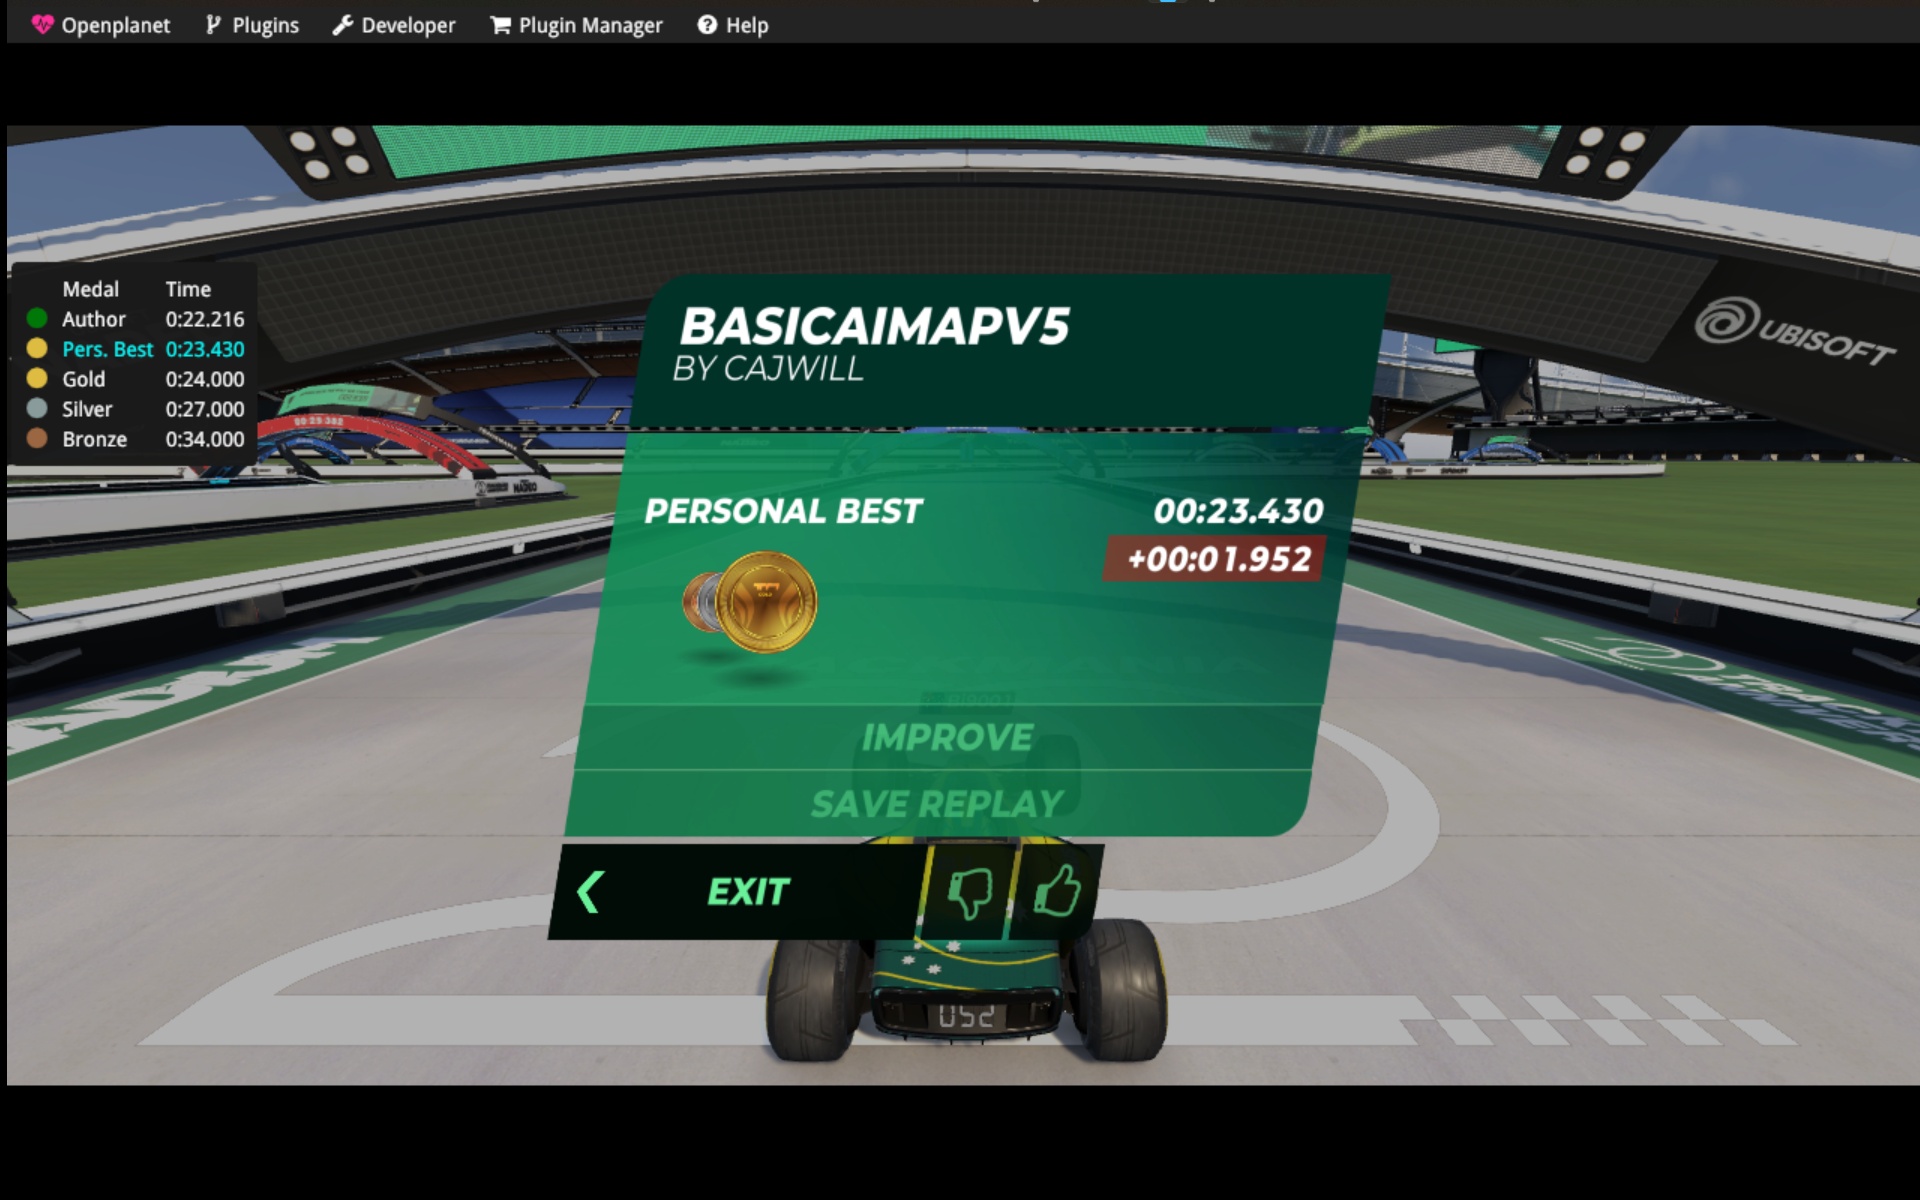 Openplanet Plugins Developer Plugin Manager Help
UBISOFT
Medal Time
Author 0:22.216
Pers. Best 0:23.430
Gold 0:24.000
Silver 0:27.000
Bronze 0:34.000
BASICAIMAPV5
BY CAJWILL
PERSONAL BEST 00:23.430
+00:01.952
IMPROVE
SAVE REPLAY
EXIT
052